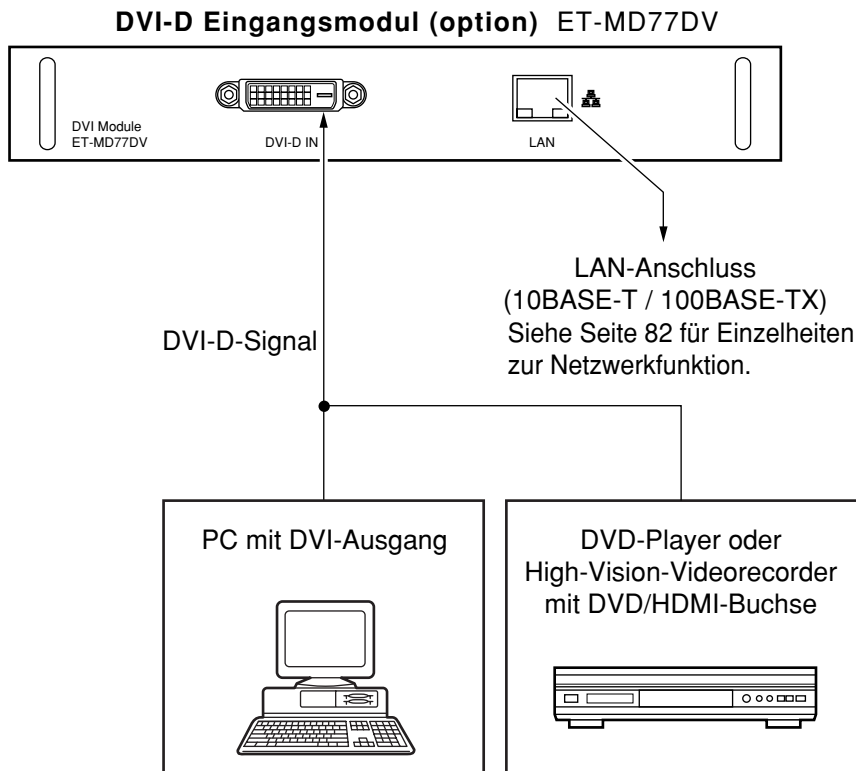 DVI-D Eingangsmodul (option) ET-MD77DV
DVI Module
ET-MD77DV
DVI-D IN
LAN
LAN-Anschluss
(10BASE-T / 100BASE-TX)
Siehe Seite 82 für Einzelheiten
zur Netzwerkfunktion.
DVI-D-Signal
PC mit DVI-Ausgang
DVD-Player oder
High-Vision-Videorecorder
mit DVD/HDMI-Buchse